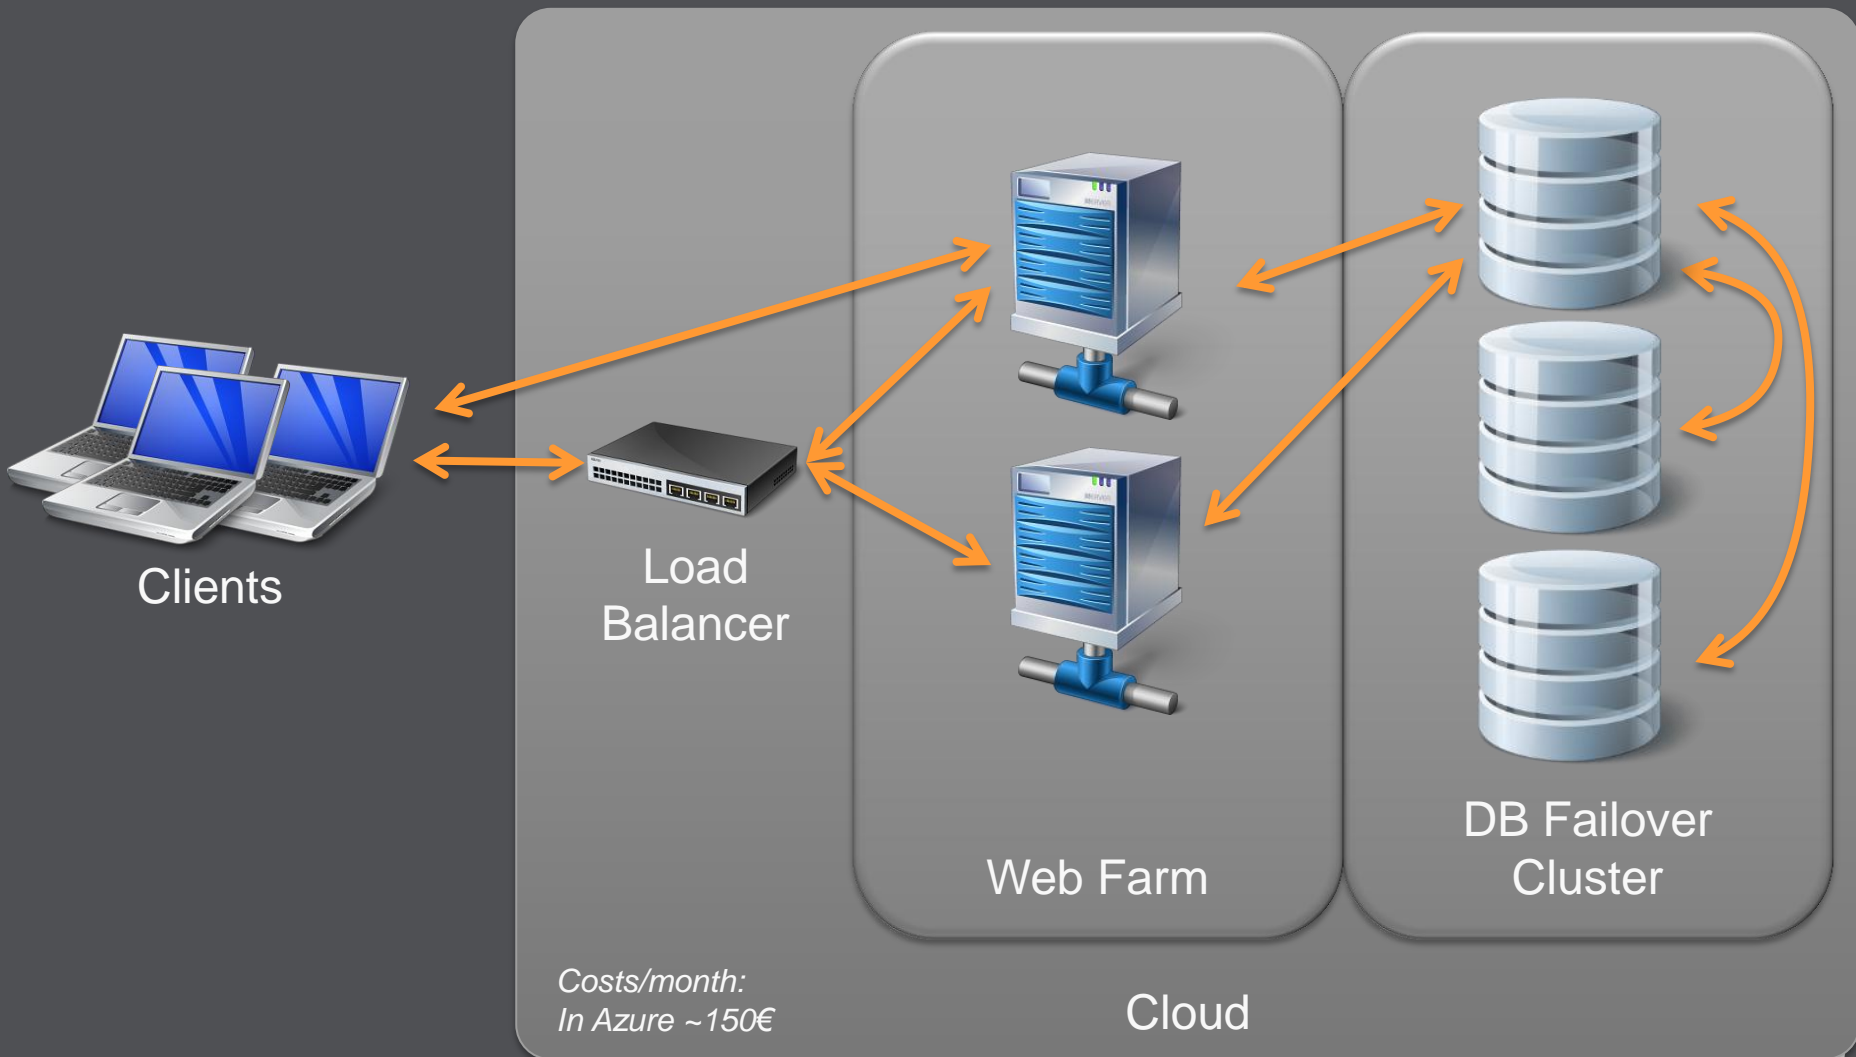 Clients
Load
Balancer
Web Farm
DB Failover
Cluster
Costs/month:
In Azure ~150€
Cloud